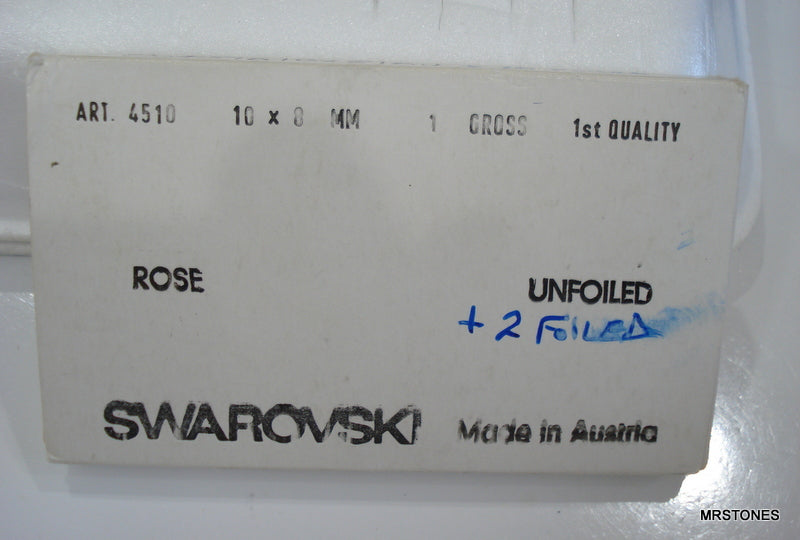 ART. 4510 10 x 8 MM 1 GROSS 1st QUALITY
ROSE UNFOILED
+ 2 FOILED
SWAROVSKI Made in Austria
MRSTONES